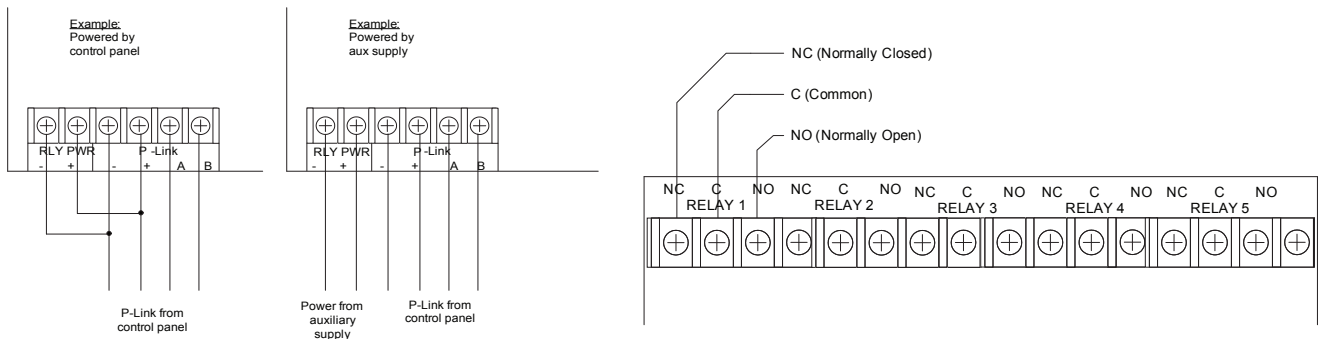 Example:
Powered by
control panel
RLY PWR P -Link
- + - + A B
P-Link from
control panel
Example:
Powered by
aux supply
RLY PWR P -Link
- + - + A B
Power from
auxiliary
supply
P-Link from
control panel
NC (Normally Closed)
C (Common)
NO (Normally Open)
NC C NO NC C NO NC C NO NC C NO NC C NO
RELAY 1 RELAY 2 RELAY 3 RELAY 4 RELAY 5